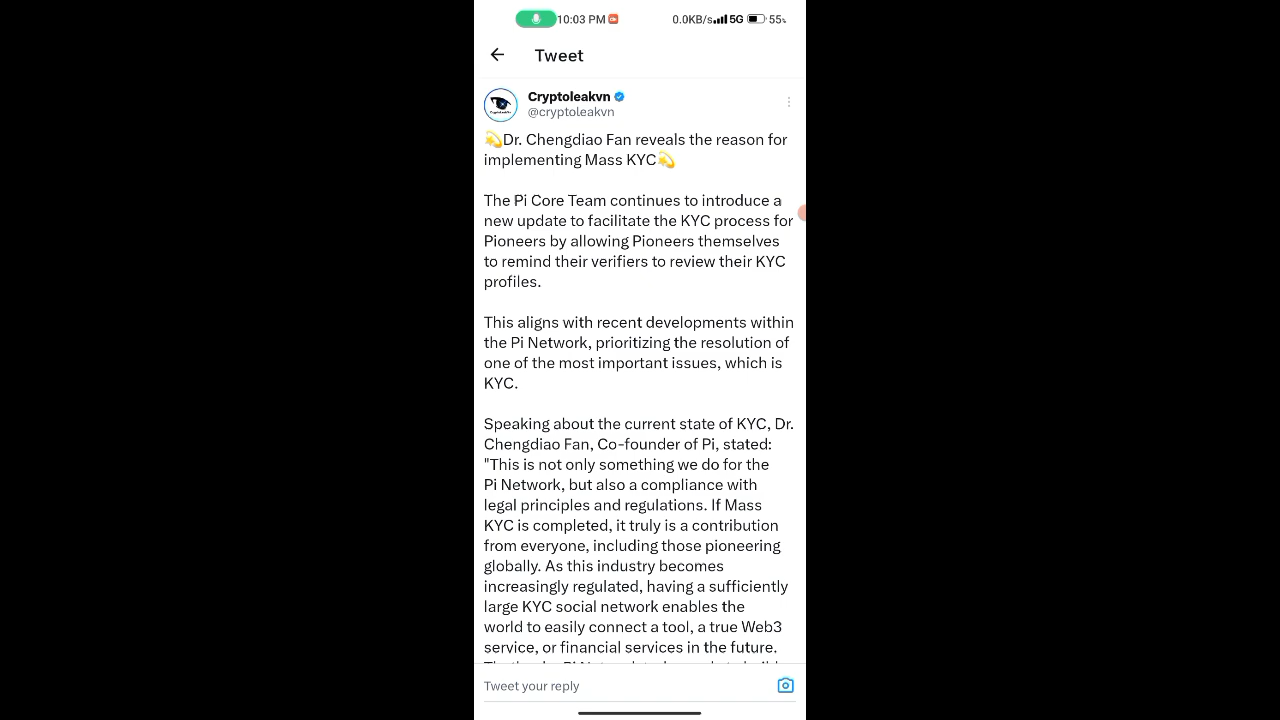 10:03 PM
0.0KB/s 5G 55%
Tweet
Cryptoleakvn
@cryptoleakvn
💫Dr. Chengdiao Fan reveals the reason for
implementing Mass KYC💫
The Pi Core Team continues to introduce a
new update to facilitate the KYC process for
Pioneers by allowing Pioneers themselves
to remind their verifiers to review their KYC
profiles.
This aligns with recent developments within
the Pi Network, prioritizing the resolution of
one of the most important issues, which is
KYC.
Speaking about the current state of KYC, Dr.
Chengdiao Fan, Co-founder of Pi, stated:
"This is not only something we do for the
Pi Network, but also a compliance with
legal principles and regulations. If Mass
KYC is completed, it truly is a contribution
from everyone, including those pioneering
globally. As this industry becomes
increasingly regulated, having a sufficiently
large KYC social network enables the
world to easily connect a tool, a true Web3
service, or financial services in the future.
Tweet your reply